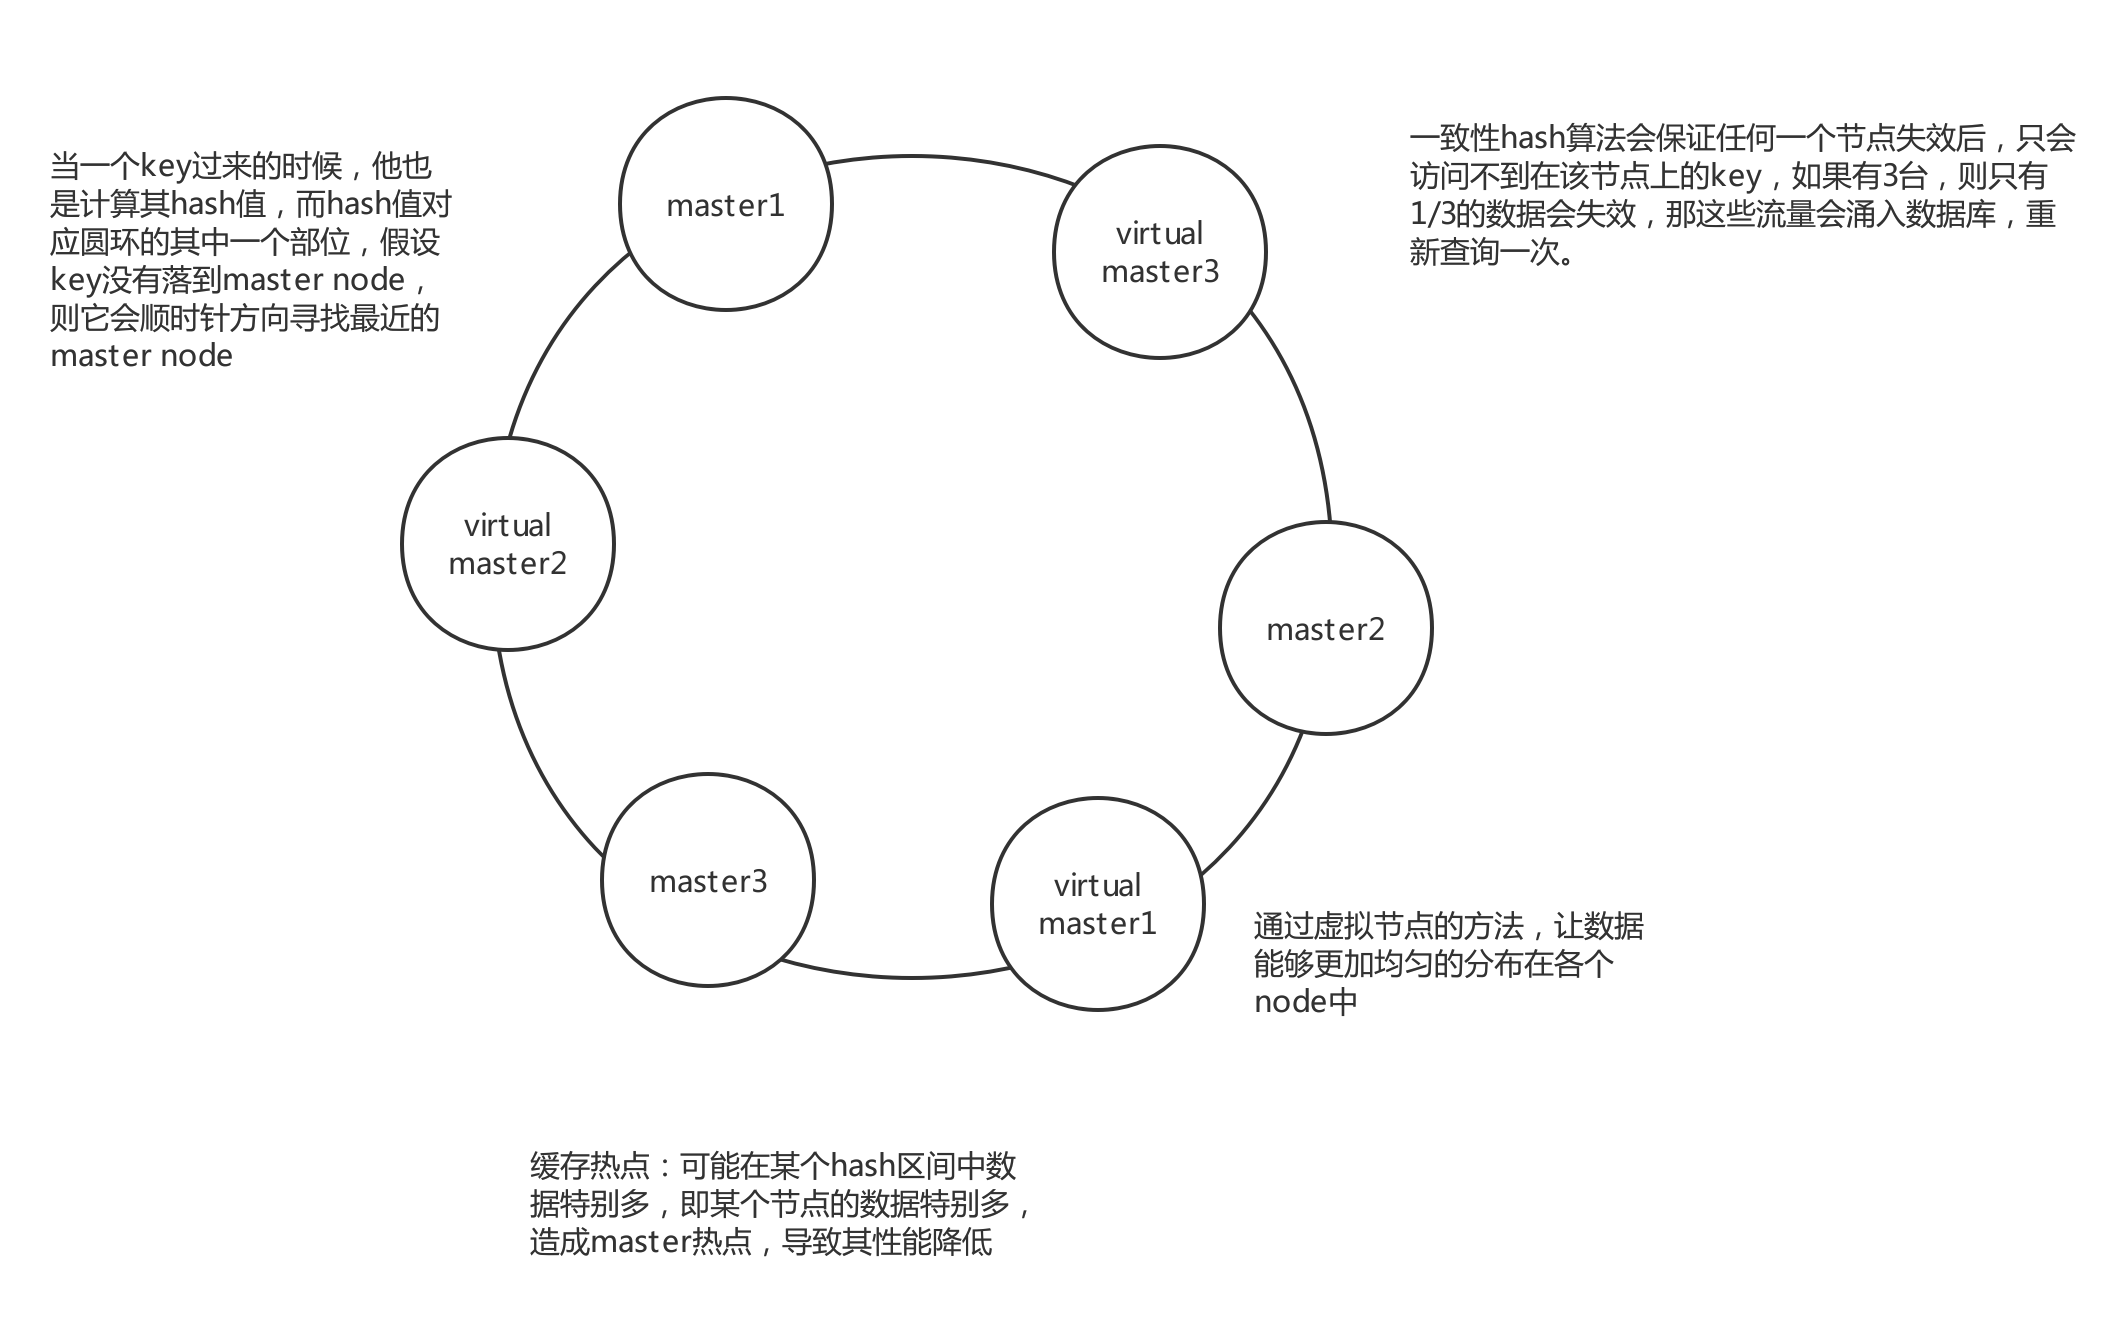 当一个key过来的时候，他也
是计算其hash值，而hash值对
应圆环的其中一个部位，假设
key没有落到master node，
则它会顺时针方向寻找最近的
master node
master1
virtual
master3
一致性hash算法会保证任何一个节点失效后，只会
访问不到在该节点上的key，如果有3台，则只有
1/3的数据会失效，那这些流量会涌入数据库，重
新查询一次。
virtual
master2
master2
master3
virtual
master1
通过虚拟节点的方法，让数据
能够更加均匀的分布在各个
node中
缓存热点：可能在某个hash区间中数
据特别多，即某个节点的数据特别多，
造成master热点，导致其性能降低